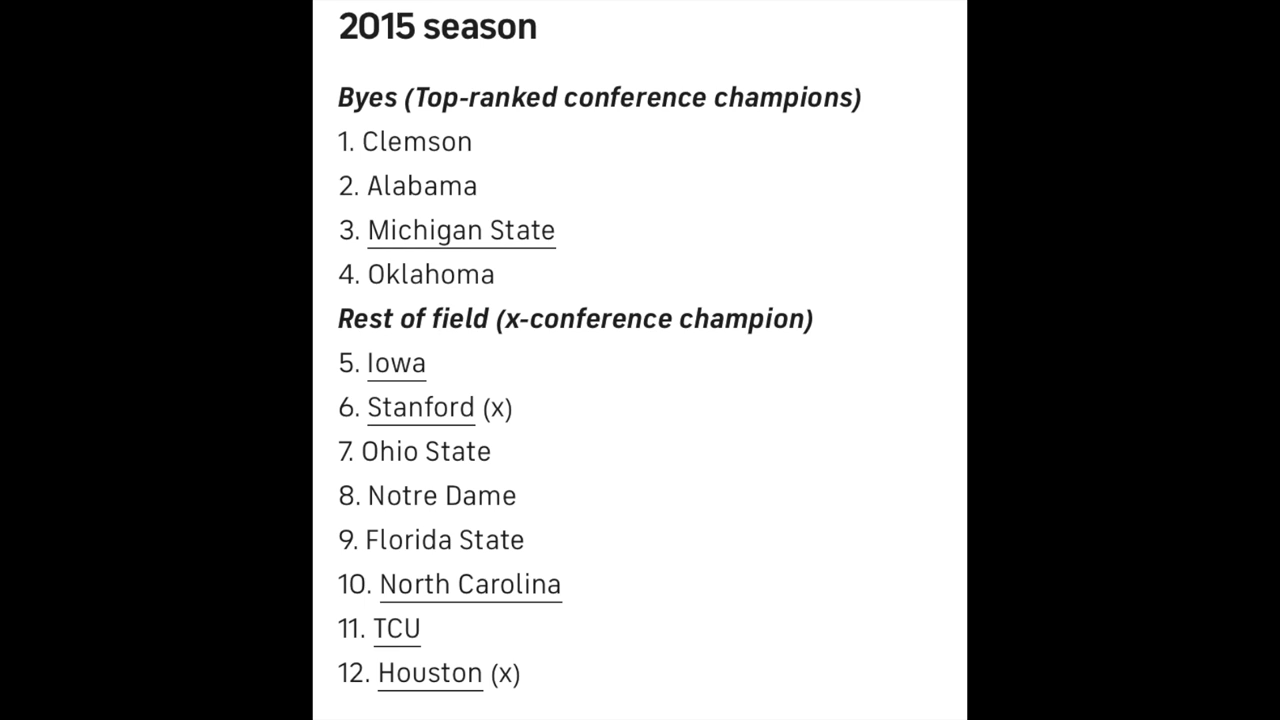 2015 season
Byes (Top-ranked conference champions)
1. Clemson
2. Alabama
3. Michigan State
4. Oklahoma
Rest of field (x-conference champion)
5. Iowa
6. Stanford (x)
7. Ohio State
8. Notre Dame
9. Florida State
10. North Carolina
11. TCU
12. Houston (x)